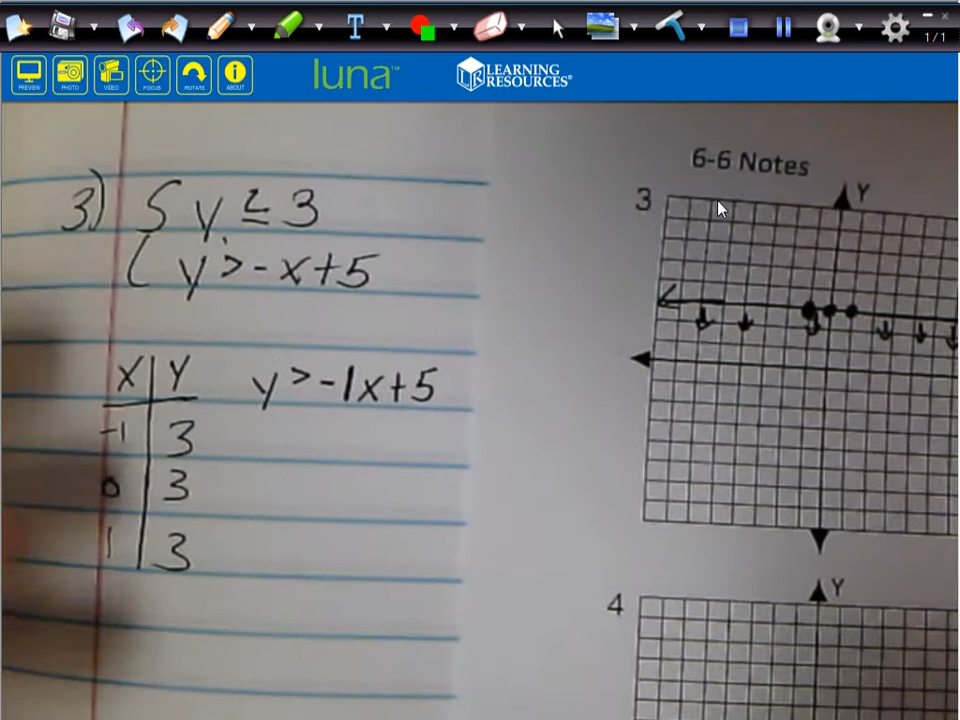 1/1
PREVIEW PHOTO VIDEO FOCUS ROTATE ABOUT
luna™
LEARNING RESOURCES®
3.) { y ≤ 3
y > -x+5
X Y
-1 3
0 3
1 3
y > -1x+5
6-6 Notes
3
Y
4
Y